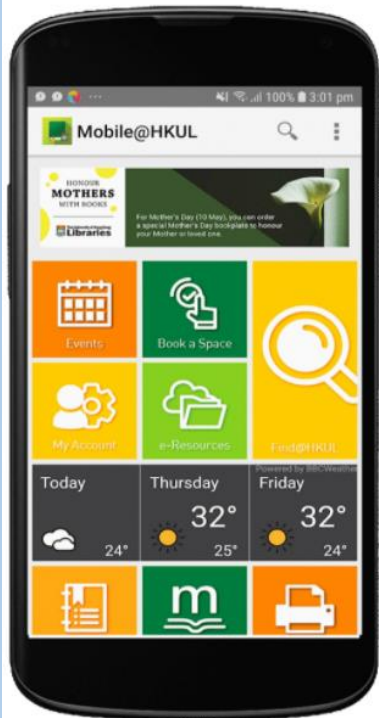 100% 3:01 pm
Mobile@HKUL
HONOUR
MOTHERS
WITH BOOKS
Libraries
For Mother's Day (10 May), you can order
a special Mother's Day bookplate to honour
your Mother or loved one.
Events
Book a Space
My Account
e-Resources
Find@HKUL
Powered by BBCWeather
Today
Thursday
Friday
32°
32°
24°
25°
24°
m